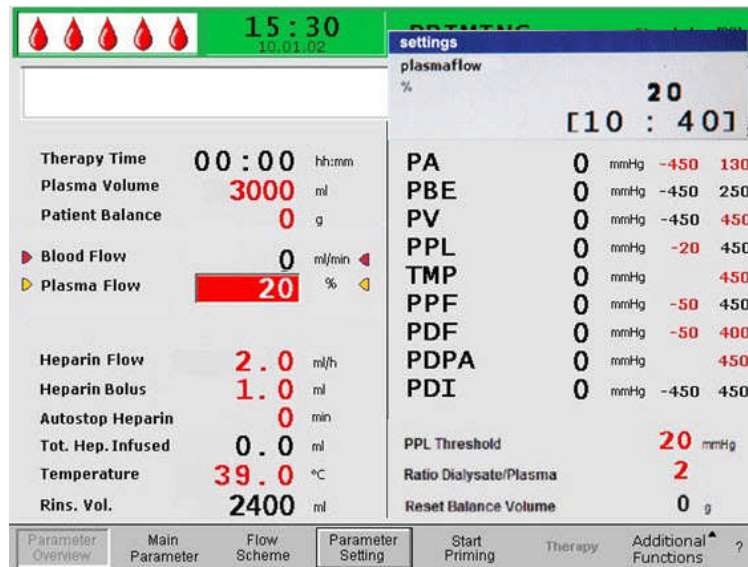 15:30
10.01.02
PRIMING
settings
plasmaflow
%
20
[10 : 40]
Therapy Time 00:00 hh:mm
Plasma Volume 3000 ml
Patient Balance 0 g
Blood Flow 0 ml/min
Plasma Flow 20 %
Heparin Flow 2.0 ml/h
Heparin Bolus 1.0 ml
Autostop Heparin 0 min
Tot. Hep. Infused 0.0 ml
Temperature 39.0 °C
Rins. Vol. 2400 ml
PA 0 mmHg -450 130
PBE 0 mmHg -450 250
PV 0 mmHg -450 450
PPL 0 mmHg -20 450
TMP 0 mmHg 450
PPF 0 mmHg -50 450
PDF 0 mmHg -50 400
PDPA 0 mmHg 450
PDI 0 mmHg -450 450
PPL Threshold 20 mmHg
Ratio Dialysate/Plasma 2
Reset Balance Volume 0 g
Parameter Overview
Main Parameter
Flow Scheme
Parameter Setting
Start Priming
Therapy
Additional Functions
?